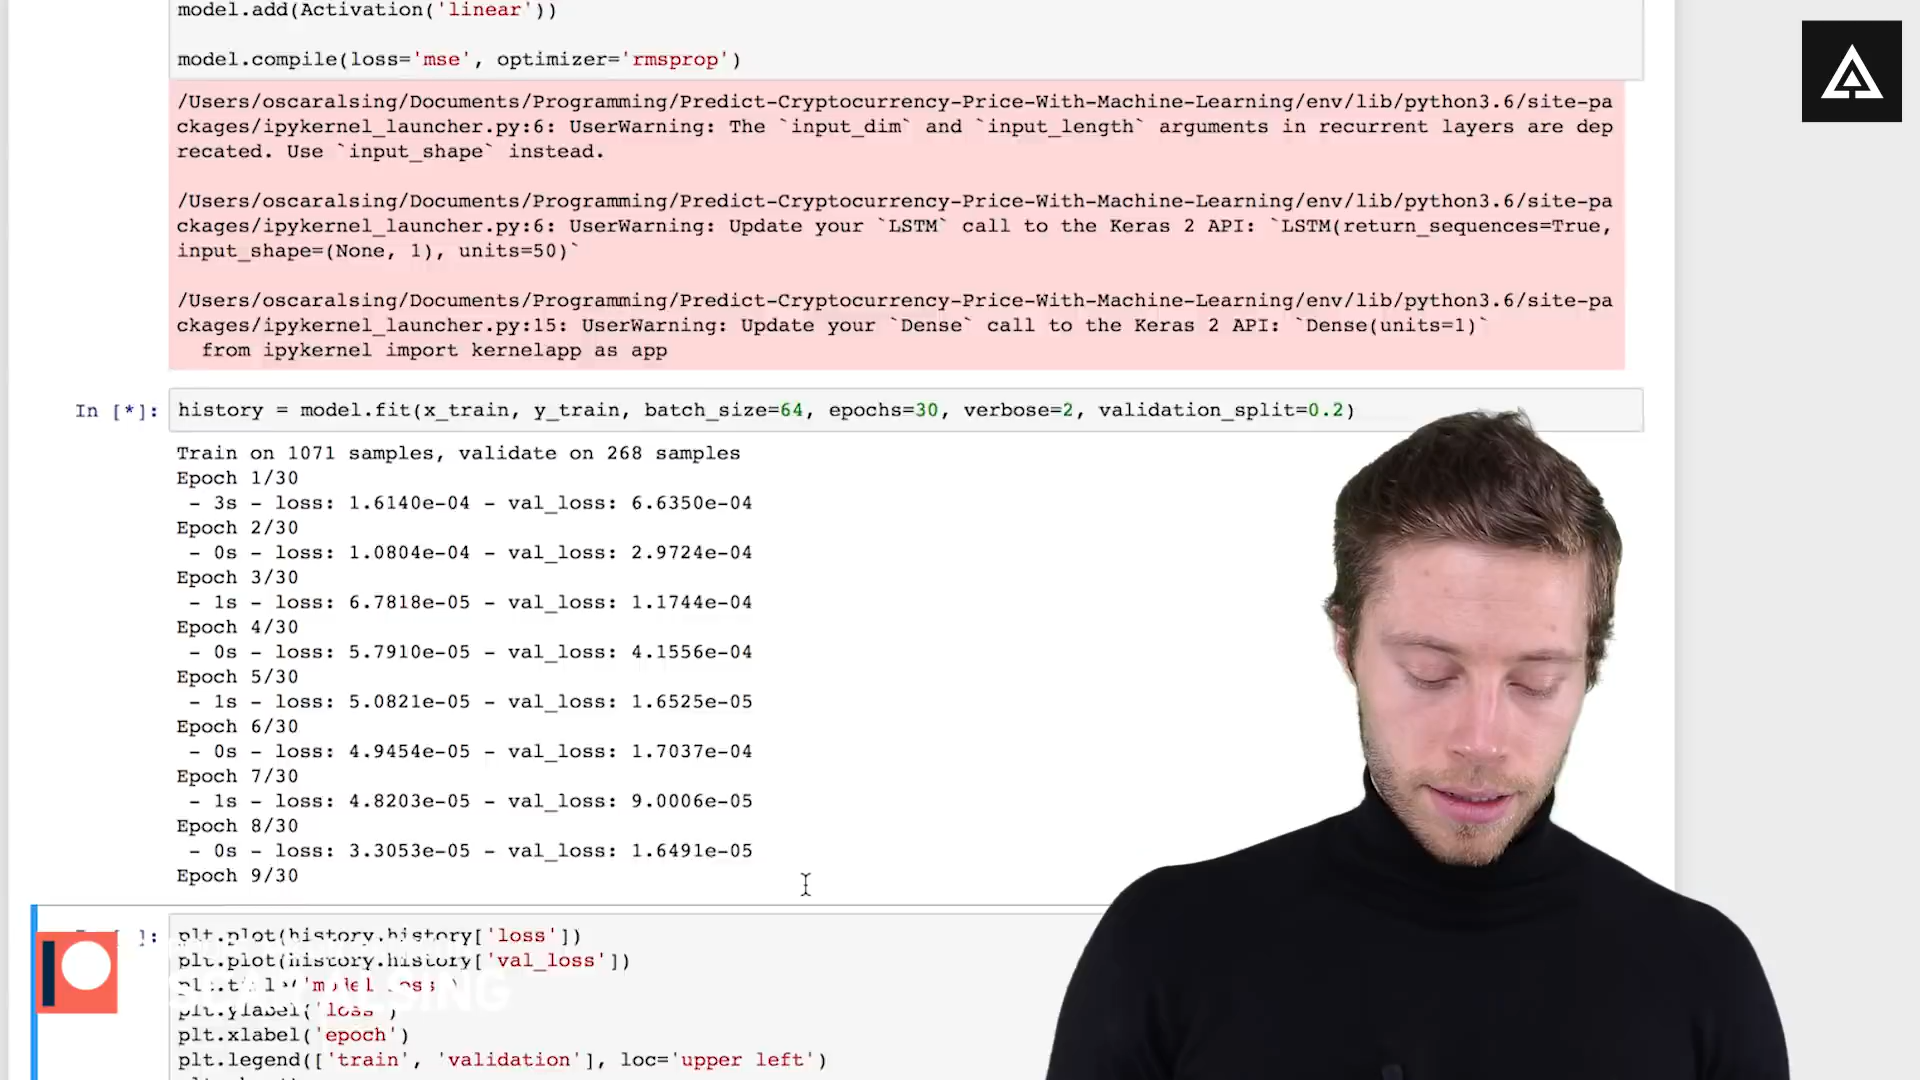 model.add(Activation('linear'))
model.compile(loss='mse', optimizer='rmsprop')
/Users/oscaralsing/Documents/Programming/Predict-Cryptocurrency-Price-With-Machine-Learning/env/lib/python3.6/site-pa
ckages/ipykernel_launcher.py:6: UserWarning: The `input_dim` and `input_length` arguments in recurrent layers are dep
recated. Use `input_shape` instead.
/Users/oscaralsing/Documents/Programming/Predict-Cryptocurrency-Price-With-Machine-Learning/env/lib/python3.6/site-pa
ckages/ipykernel_launcher.py:6: UserWarning: Update your `LSTM` call to the Keras 2 API: `LSTM(return_sequences=True,
input_shape=(None, 1), units=50)`
/Users/oscaralsing/Documents/Programming/Predict-Cryptocurrency-Price-With-Machine-Learning/env/lib/python3.6/site-pa
ckages/ipykernel_launcher.py:15: UserWarning: Update your `Dense` call to the Keras 2 API: `Dense(units=1)`
from ipykernel import kernelapp as app
In [*]: history = model.fit(x_train, y_train, batch_size=64, epochs=30, verbose=2, validation_split=0.2)
Train on 1071 samples, validate on 268 samples
Epoch 1/30
- 3s - loss: 1.6140e-04 - val_loss: 6.6350e-04
Epoch 2/30
- 0s - loss: 1.0804e-04 - val_loss: 2.9724e-04
Epoch 3/30
- 1s - loss: 6.7818e-05 - val_loss: 1.1744e-04
Epoch 4/30
- 0s - loss: 5.7910e-05 - val_loss: 4.1556e-04
Epoch 5/30
- 1s - loss: 5.0821e-05 - val_loss: 1.6525e-05
Epoch 6/30
- 0s - loss: 4.9454e-05 - val_loss: 1.7037e-04
Epoch 7/30
- 1s - loss: 4.8203e-05 - val_loss: 9.0006e-05
Epoch 8/30
- 0s - loss: 3.3053e-05 - val_loss: 1.6491e-05
Epoch 9/30
plt.plot(history.history['loss'])
plt.plot(history.history['val_loss'])
plt.title('model loss')
plt.ylabel('loss')
plt.xlabel('epoch')
plt.legend(['train', 'validation'], loc='upper left')